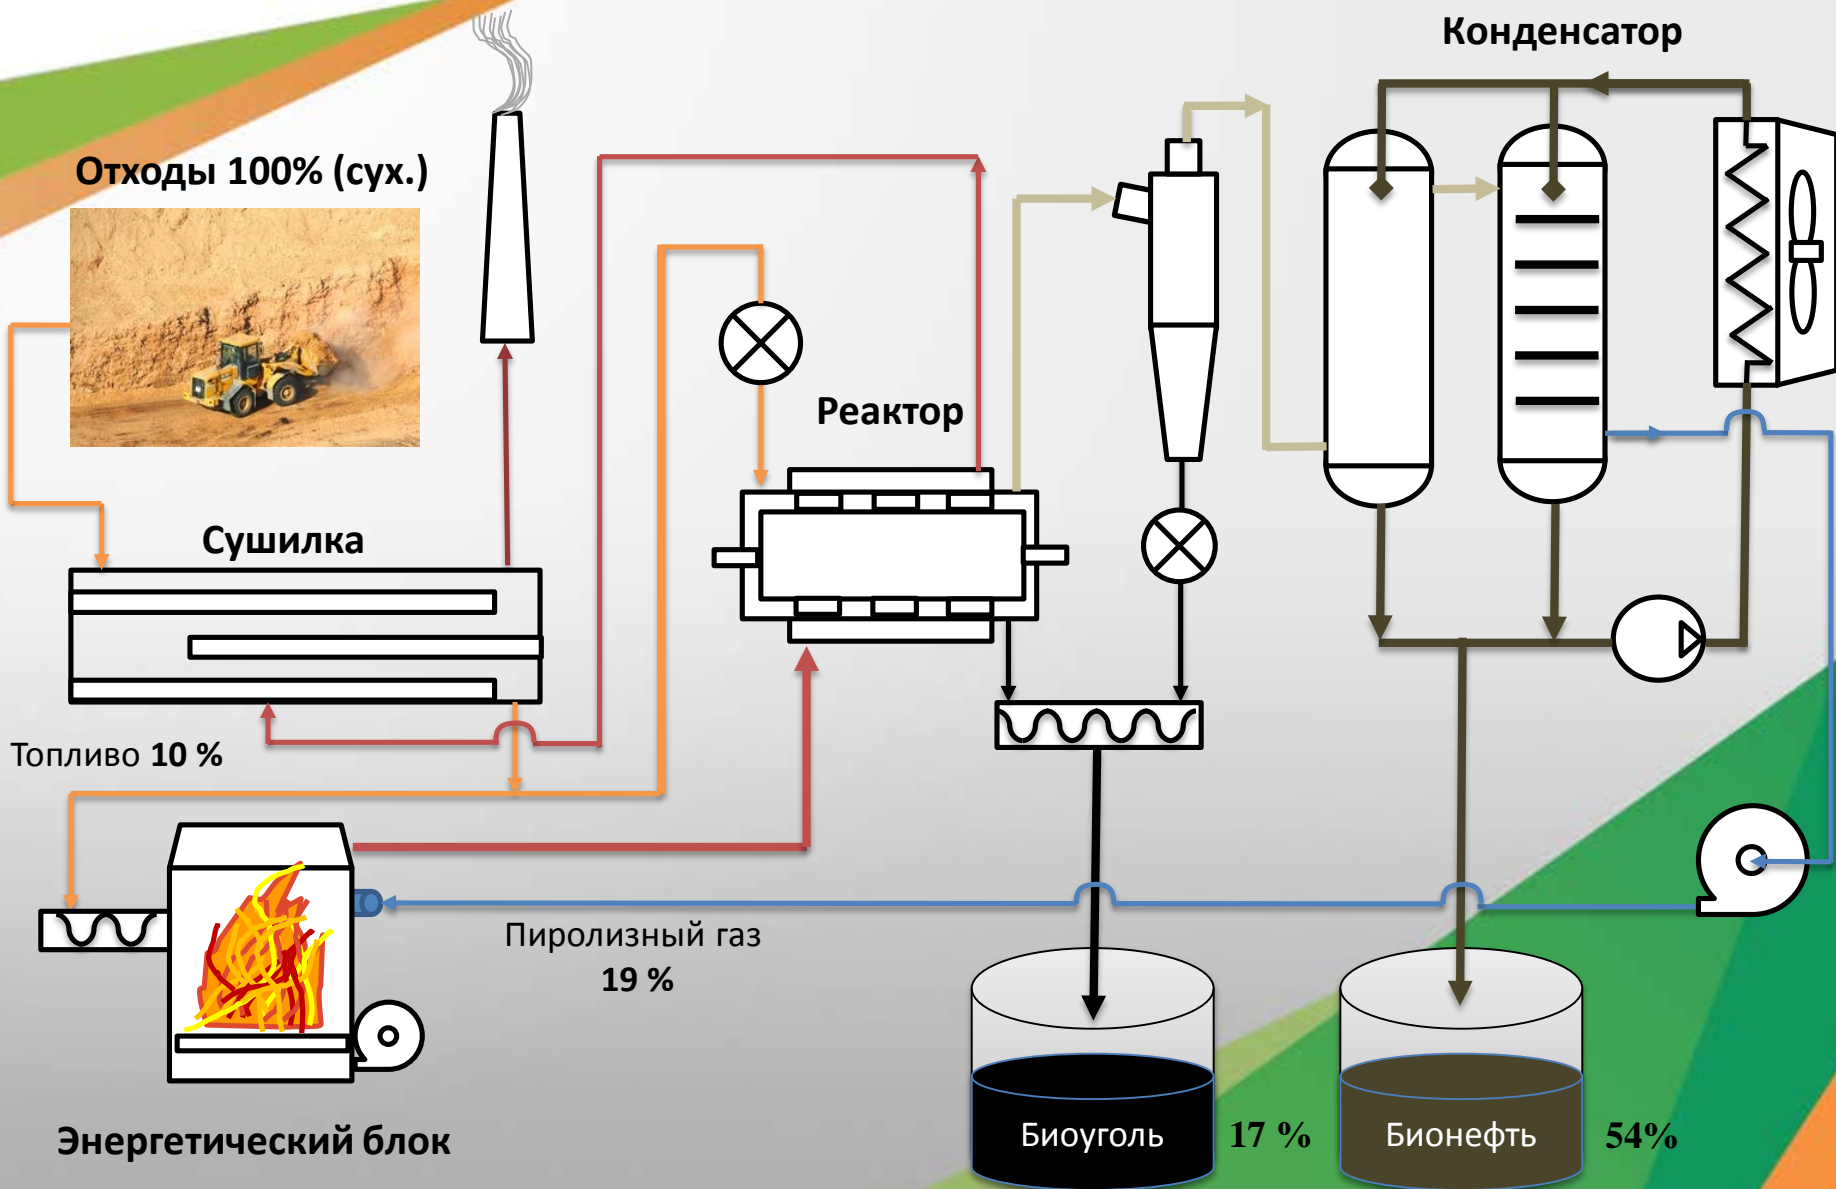 Конденсатор
Отходы 100% (сух.)
Реактор
Сушилка
Топливо 10 %
Пиролизный газ
19 %
Биоуголь
17 %
Бионефть
54%
Энергетический блок